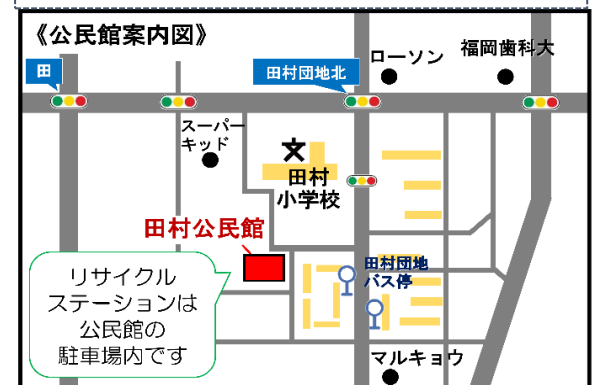 《公民館案内図》
ローソン
福岡歯科大
田
田村団地北
スーパー
キッド
文
田村
小学校
田村公民館
田村団地
バス停
リサイクル
ステーションは
公民館の
駐車場内です
マルキョウ